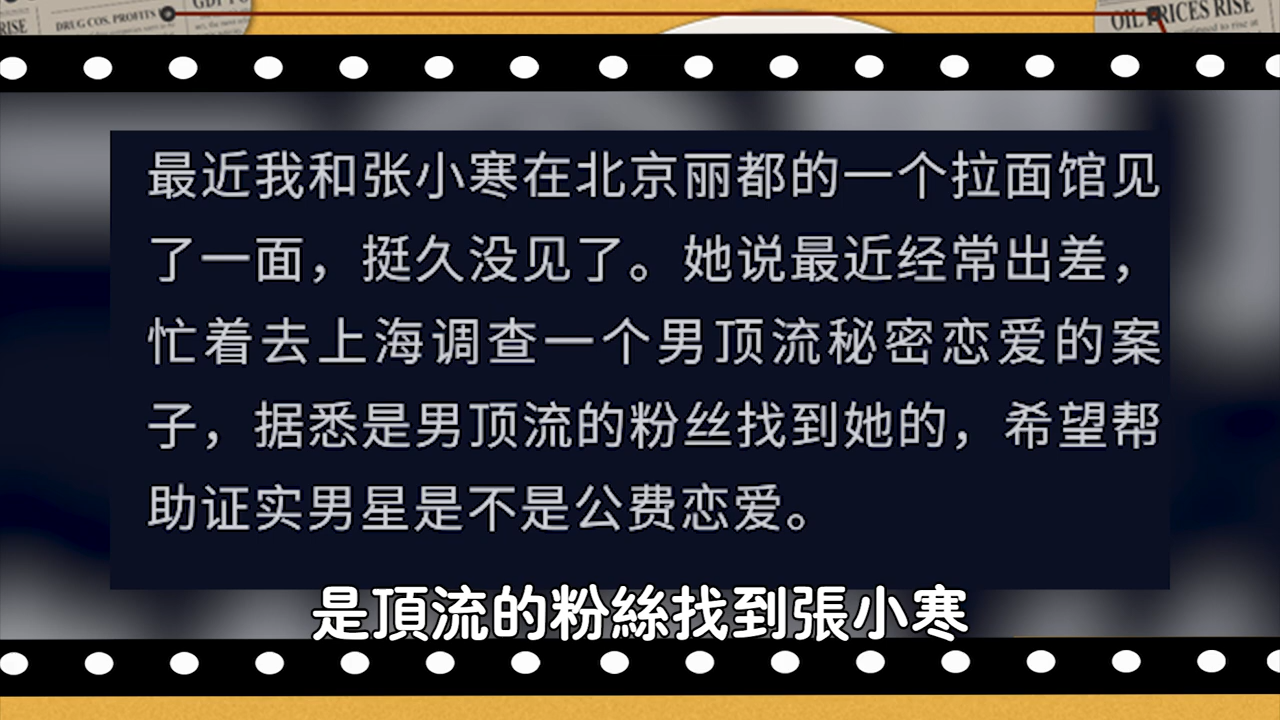 RISE
DRUG COS. PROFITS
OIL PRICES RISE
最近我和张小寒在北京丽都的一个拉面馆见
了一面，挺久没见了。她说最近经常出差，
忙着去上海调查一个男顶流秘密恋爱的案
子，据悉是男顶流的粉丝找到她的，希望帮
助证实男星是不是公费恋爱。
是頂流的粉絲找到張小寒